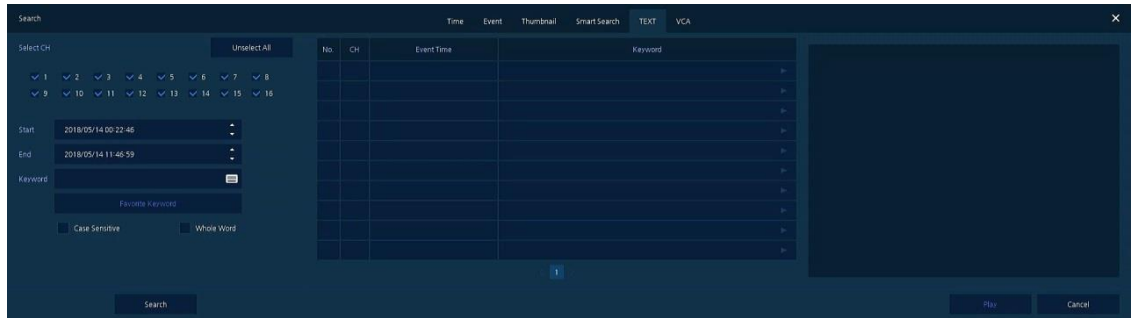 Search Time Event Thumbnail Smart Search TEXT VCA
Select CH Unselect All
1 2 3 4 5 6 7 8
9 10 11 12 13 14 15 16
Start 2018/05/14 00:22:46
End 2018/05/14 11:46:59
Keyword
Favorite Keyword
Case Sensitive Whole Word
Search
No. CH Event Time Keyword
1
Play Cancel